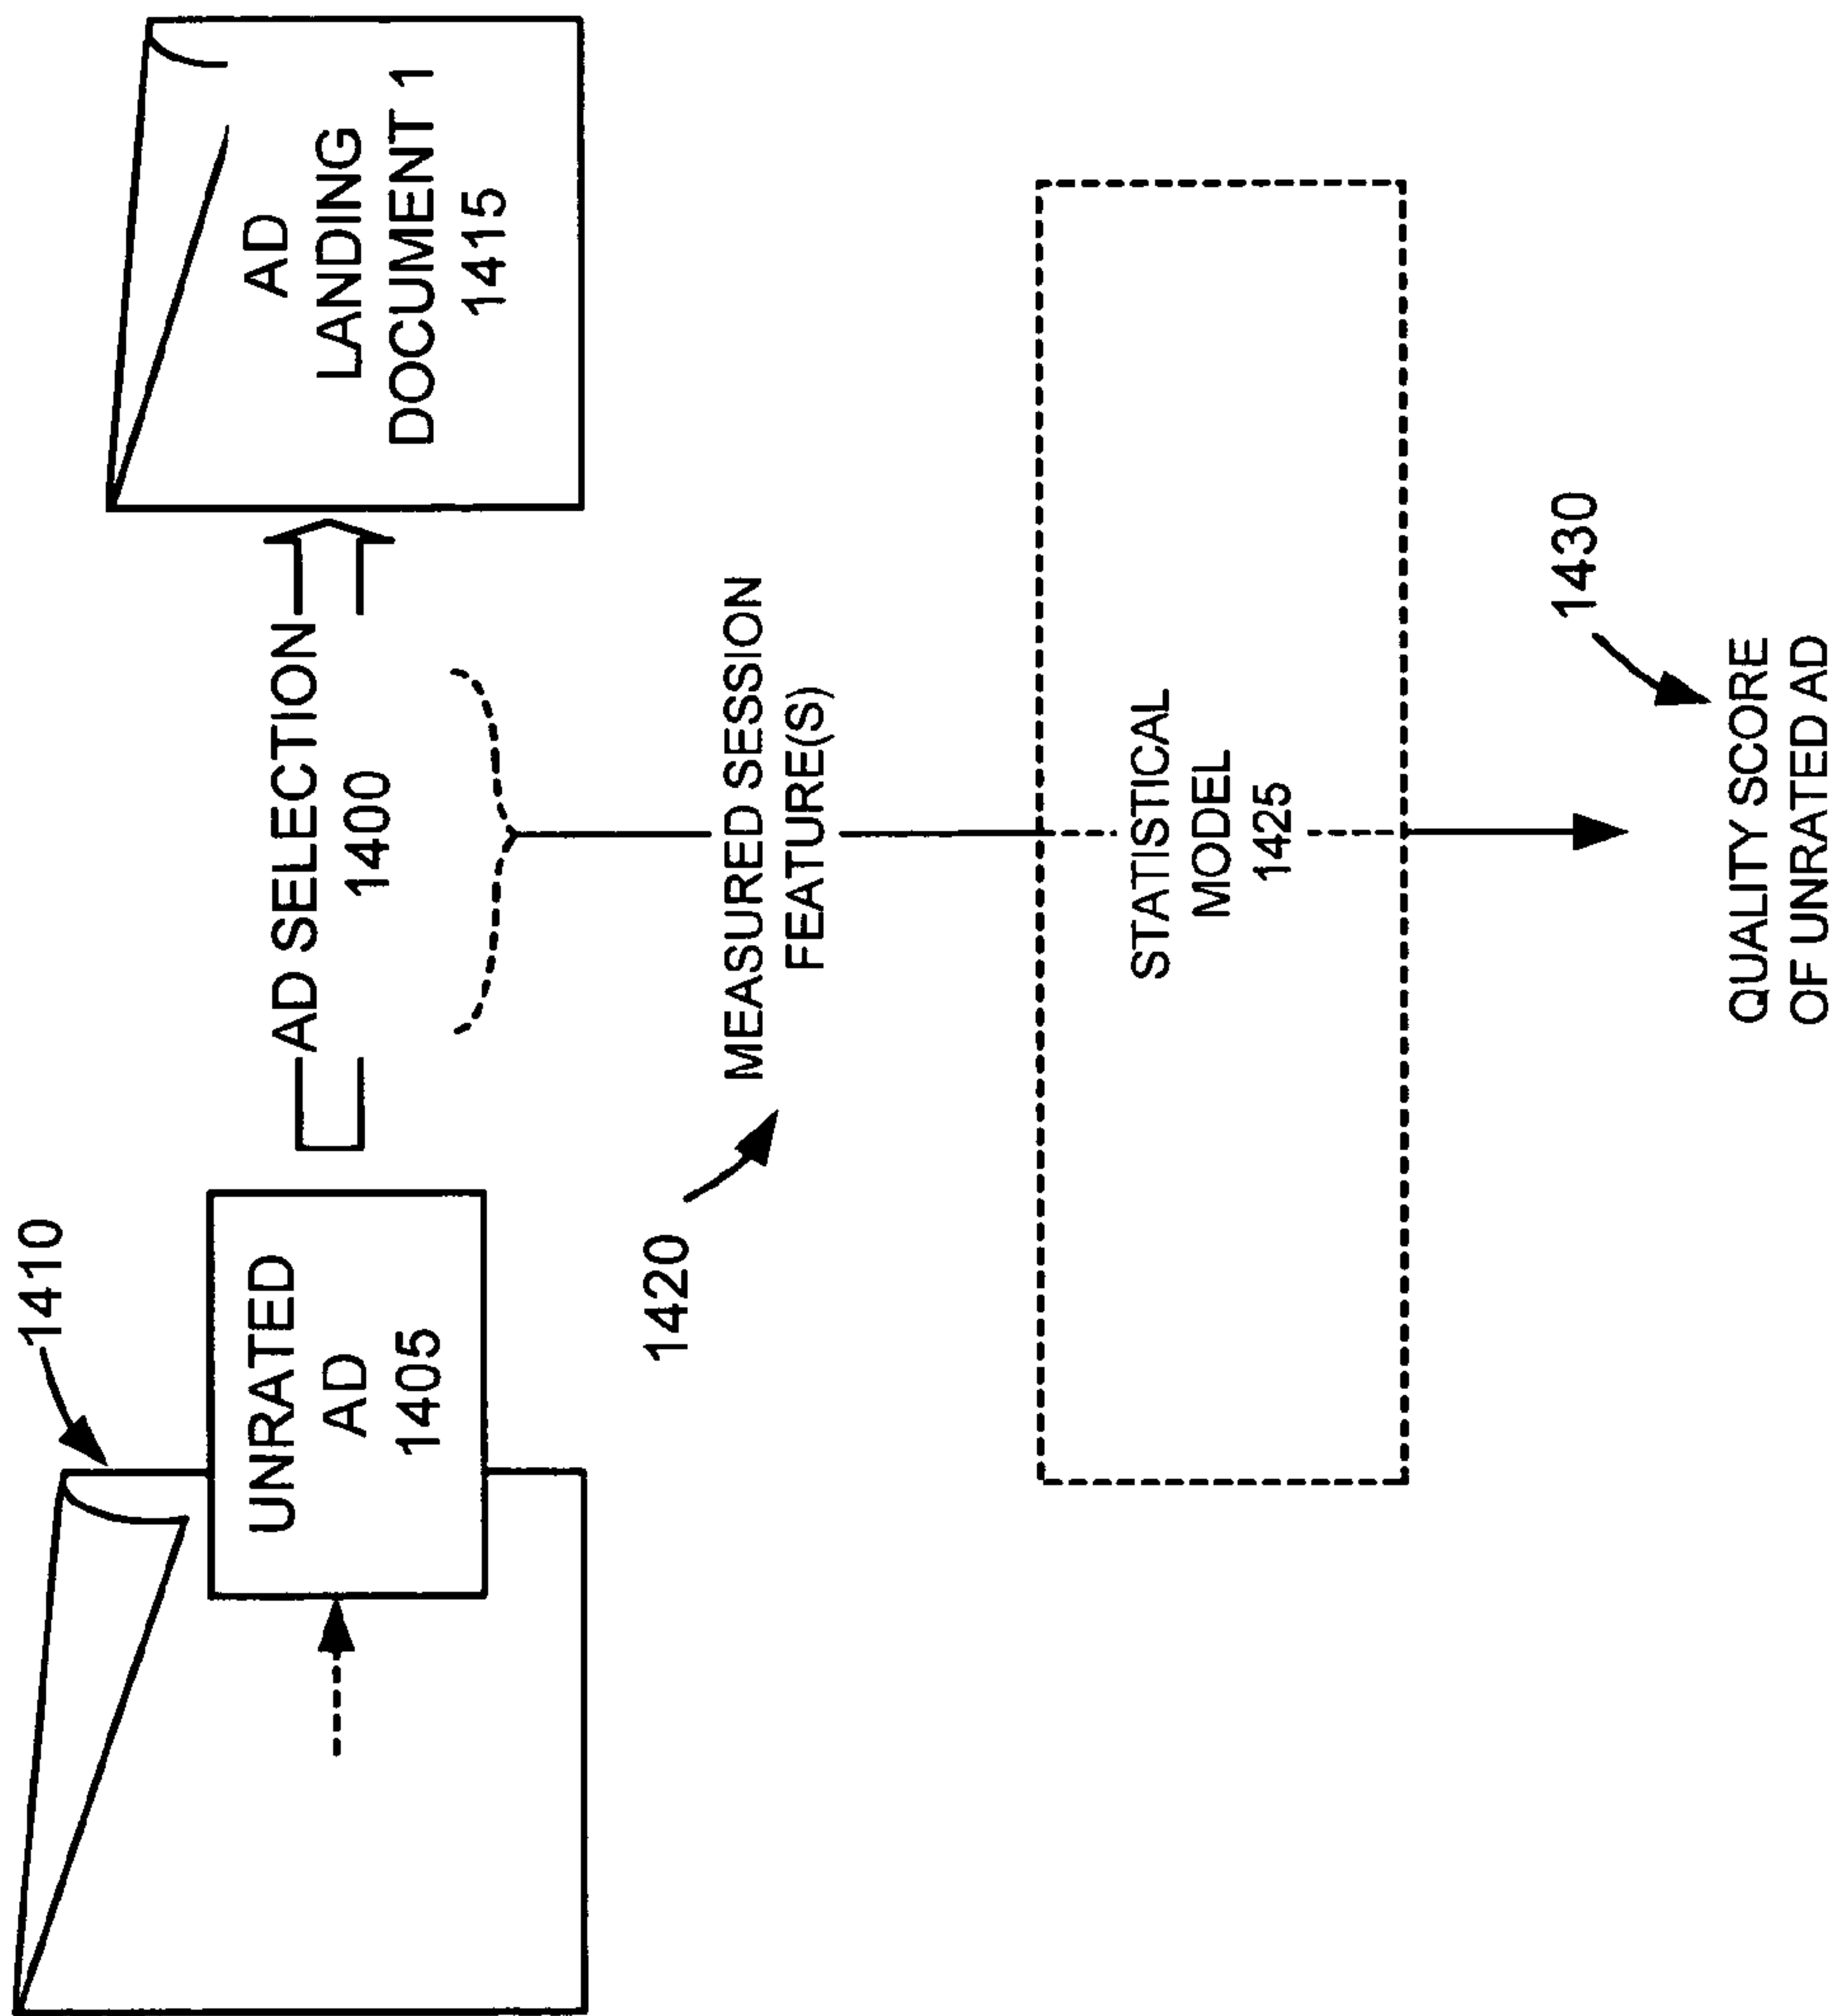 1410
UNRATED
AD
1405
AD SELECTION
1400
AD
LANDING
DOCUMENT 1
1415
1420
MEASURED SESSION
FEATURE(S)
STATISTICAL
MODEL
1425
1430
QUALITY SCORE
OF UNRATED AD